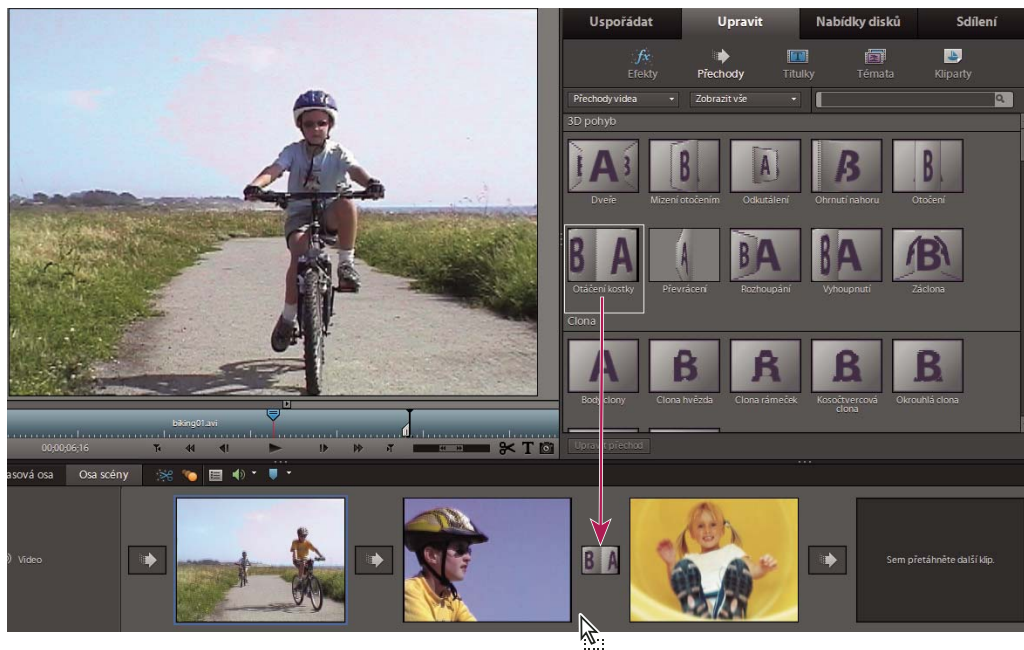 Uspořádat
Upravit
Nabídky disků
Sdílení
Efekty
Přechody
Titulky
Témata
Kliparty
Přechody videa
Zobrazit vše
3D pohyb
Dveře
Mizení otočením
Odkutálení
Ohrnutí nahoru
Otočení
Otáčení kostky
Převrácení
Rozhoupání
Vyhoupnutí
Záclona
Clona
Body clony
Clona hvězda
Clona rámeček
Kosočtvercová
clona
Okrouhlá clona
Upravit přechod
biking01.avi
00;00;06;16
asová osa
Osa scény
Video
Sem přetáhněte další klip.